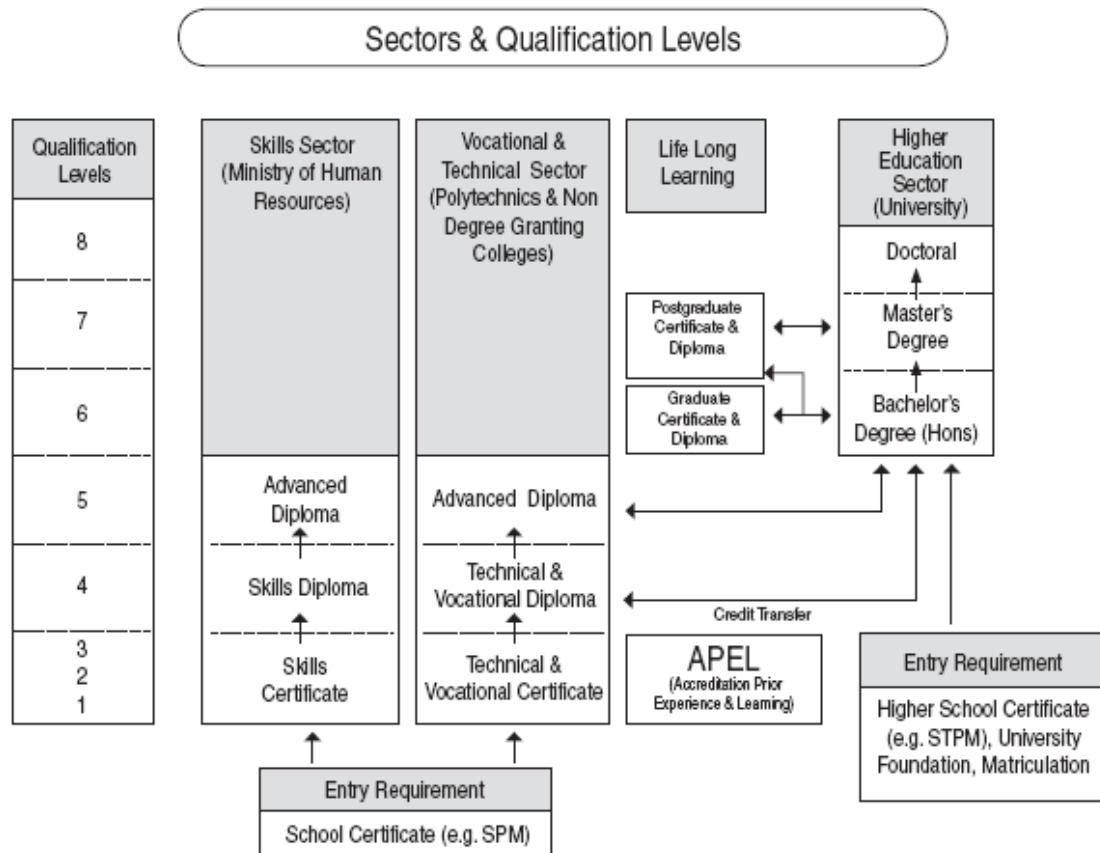 Sectors & Qualification Levels
Qualification
Levels
8
7
6
5
4
3
2
1
Skills Sector
(Ministry of Human
Resources)
Advanced
Diploma
Skills Diploma
Skills
Certificate
Vocational &
Technical Sector
(Polytechnics & Non
Degree Granting
Colleges)
Advanced Diploma
Technical &
Vocational Diploma
Technical &
Vocational Certificate
Life Long
Learning
Postgraduate
Certificate &
Diploma
Graduate
Certificate &
Diploma
Credit Transfer
APEL
(Accreditation Prior
Experience & Learning)
Higher
Education
Sector
(University)
Doctoral
Master's
Degree
Bachelor's
Degree (Hons)
Entry Requirement
Higher School Certificate
(e.g. STPM), University
Foundation, Matriculation
Entry Requirement
School Certificate (e.g. SPM)